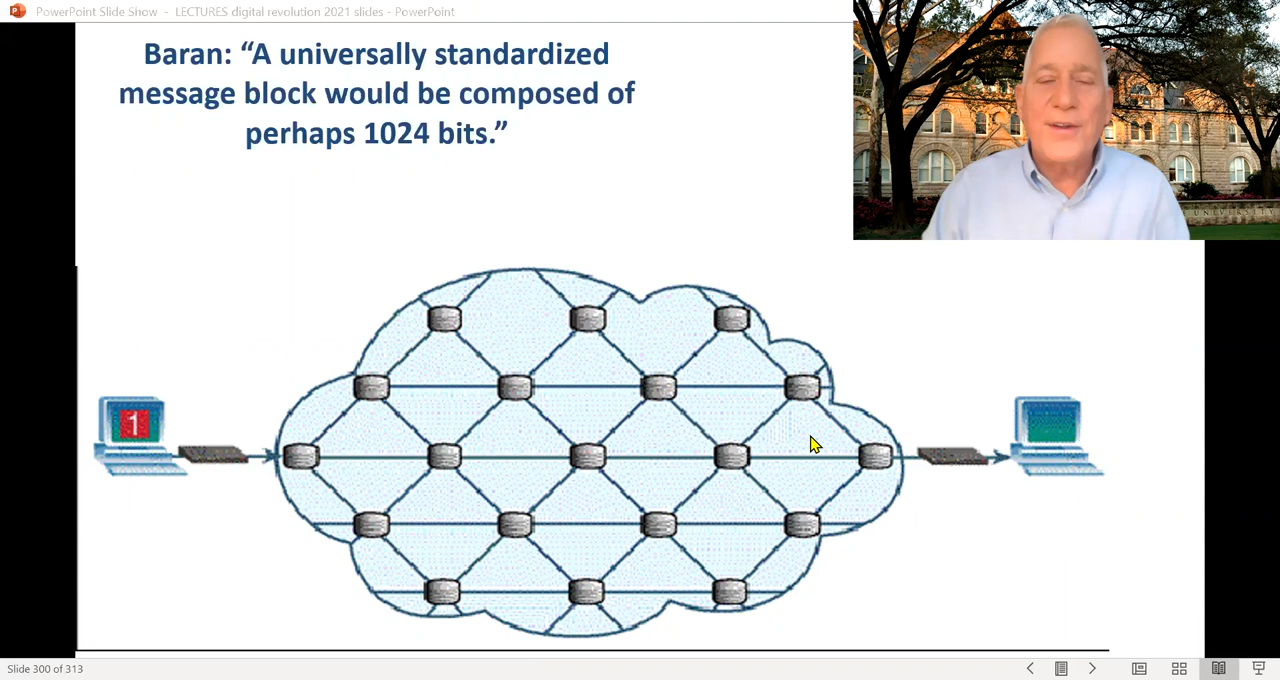 PowerPoint Slide Show - LECTURES digital revolution 2021 slides - PowerPoint
Baran: “A universally standardized
message block would be composed of
perhaps 1024 bits.”
UNIVERSITY
1
Slide 300 of 313